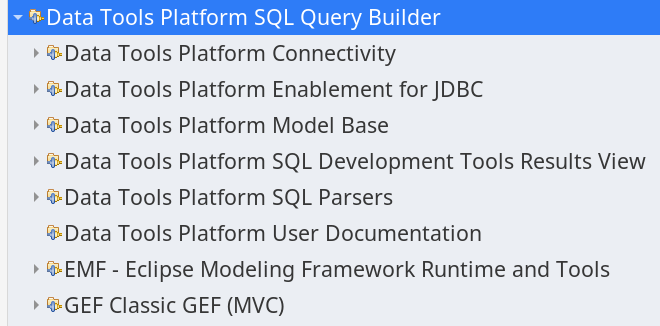 Data Tools Platform SQL Query Builder
Data Tools Platform Connectivity
Data Tools Platform Enablement for JDBC
Data Tools Platform Model Base
Data Tools Platform SQL Development Tools Results View
Data Tools Platform SQL Parsers
Data Tools Platform User Documentation
EMF - Eclipse Modeling Framework Runtime and Tools
GEF Classic GEF (MVC)